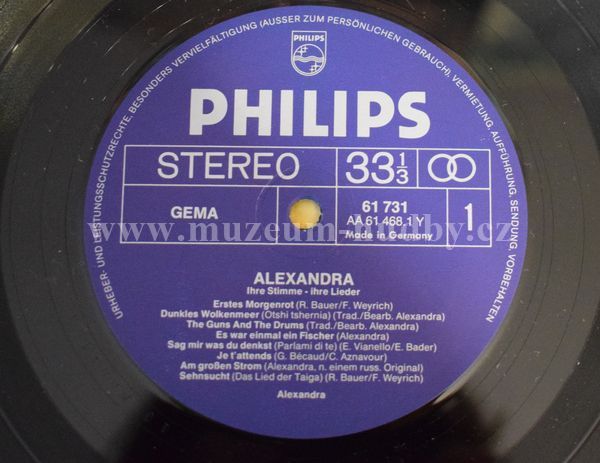 URHEBER- UND LEISTUNGSSCHUTZRECHTE, BESONDERS VERVIELFÄLTIGUNG (AUSSER ZUM PERSÖNLICHEN GEBRAUCH), VERMIETUNG, AUFFÜHRUNG, SENDUNG, VORBEHALTEN
PHILIPS
PHILIPS
STEREO 33 1/3
GEMA
61 731
AA 61 468.1 Y
Made in Germany
1
www.muzeum-hudby.cz
ALEXANDRA
Ihre Stimme - ihre Lieder
Erstes Morgenrot (R. Bauer/F. Weyrich)
Dunkles Wolkenmeer (Otshi tshernia) (Trad./Bearb. Alexandra)
The Guns And The Drums (Trad./Bearb. Alexandra)
Es war einmal ein Fischer (Alexandra)
Sag mir was du denkst (Parlami di te) (E. Vianello/E. Bader)
Je t'attends (G. Bécaud/C. Aznavour)
Am großen Strom (Alexandra, n. einem russ. Original)
Sehnsucht (Das Lied der Taiga) (R. Bauer/F. Weyrich)
Alexandra